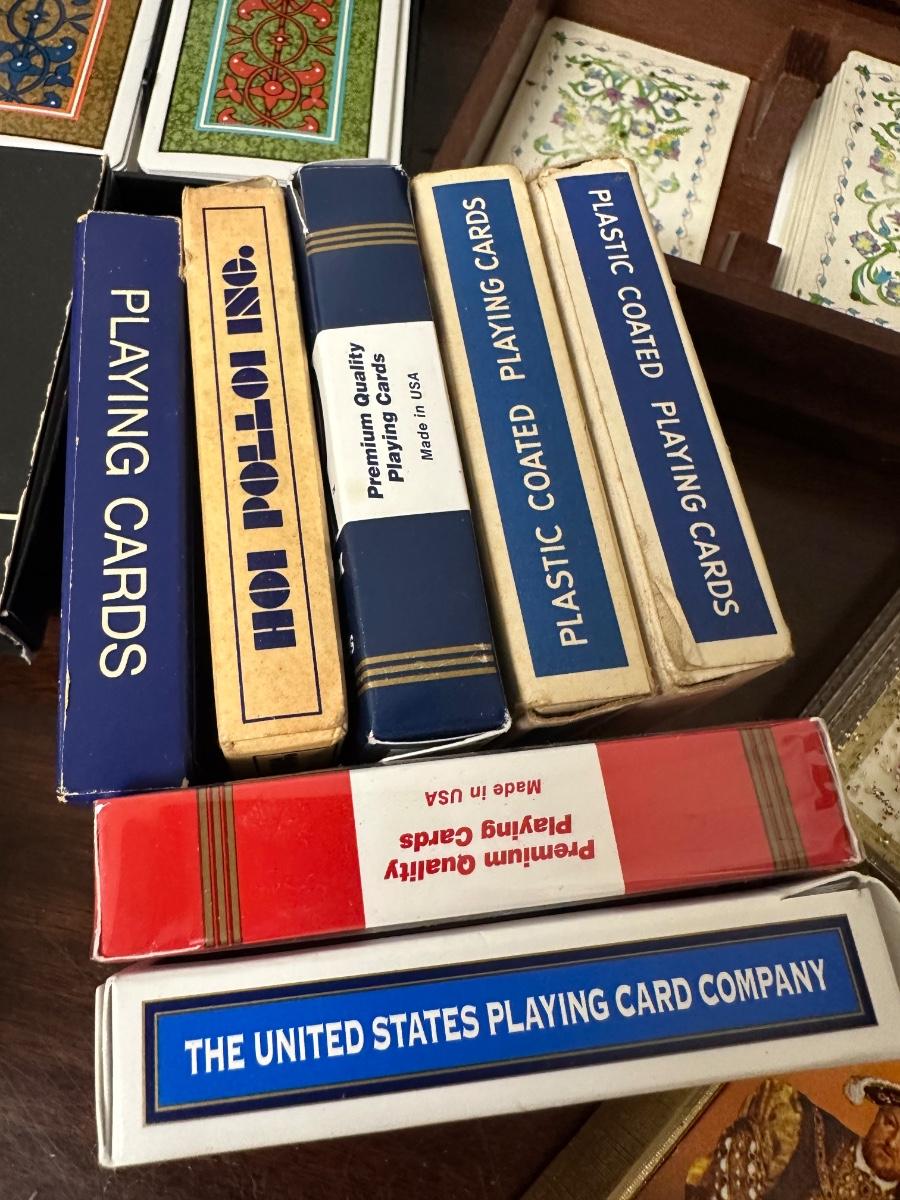 PLAYING CARDS
HOI POLLOI INC.
Premium Quality
Playing Cards
Made in USA
PLASTIC COATED PLAYING CARDS
PLASTIC COATED PLAYING CARDS
Premium Quality
Playing Cards
Made in USA
THE UNITED STATES PLAYING CARD COMPANY